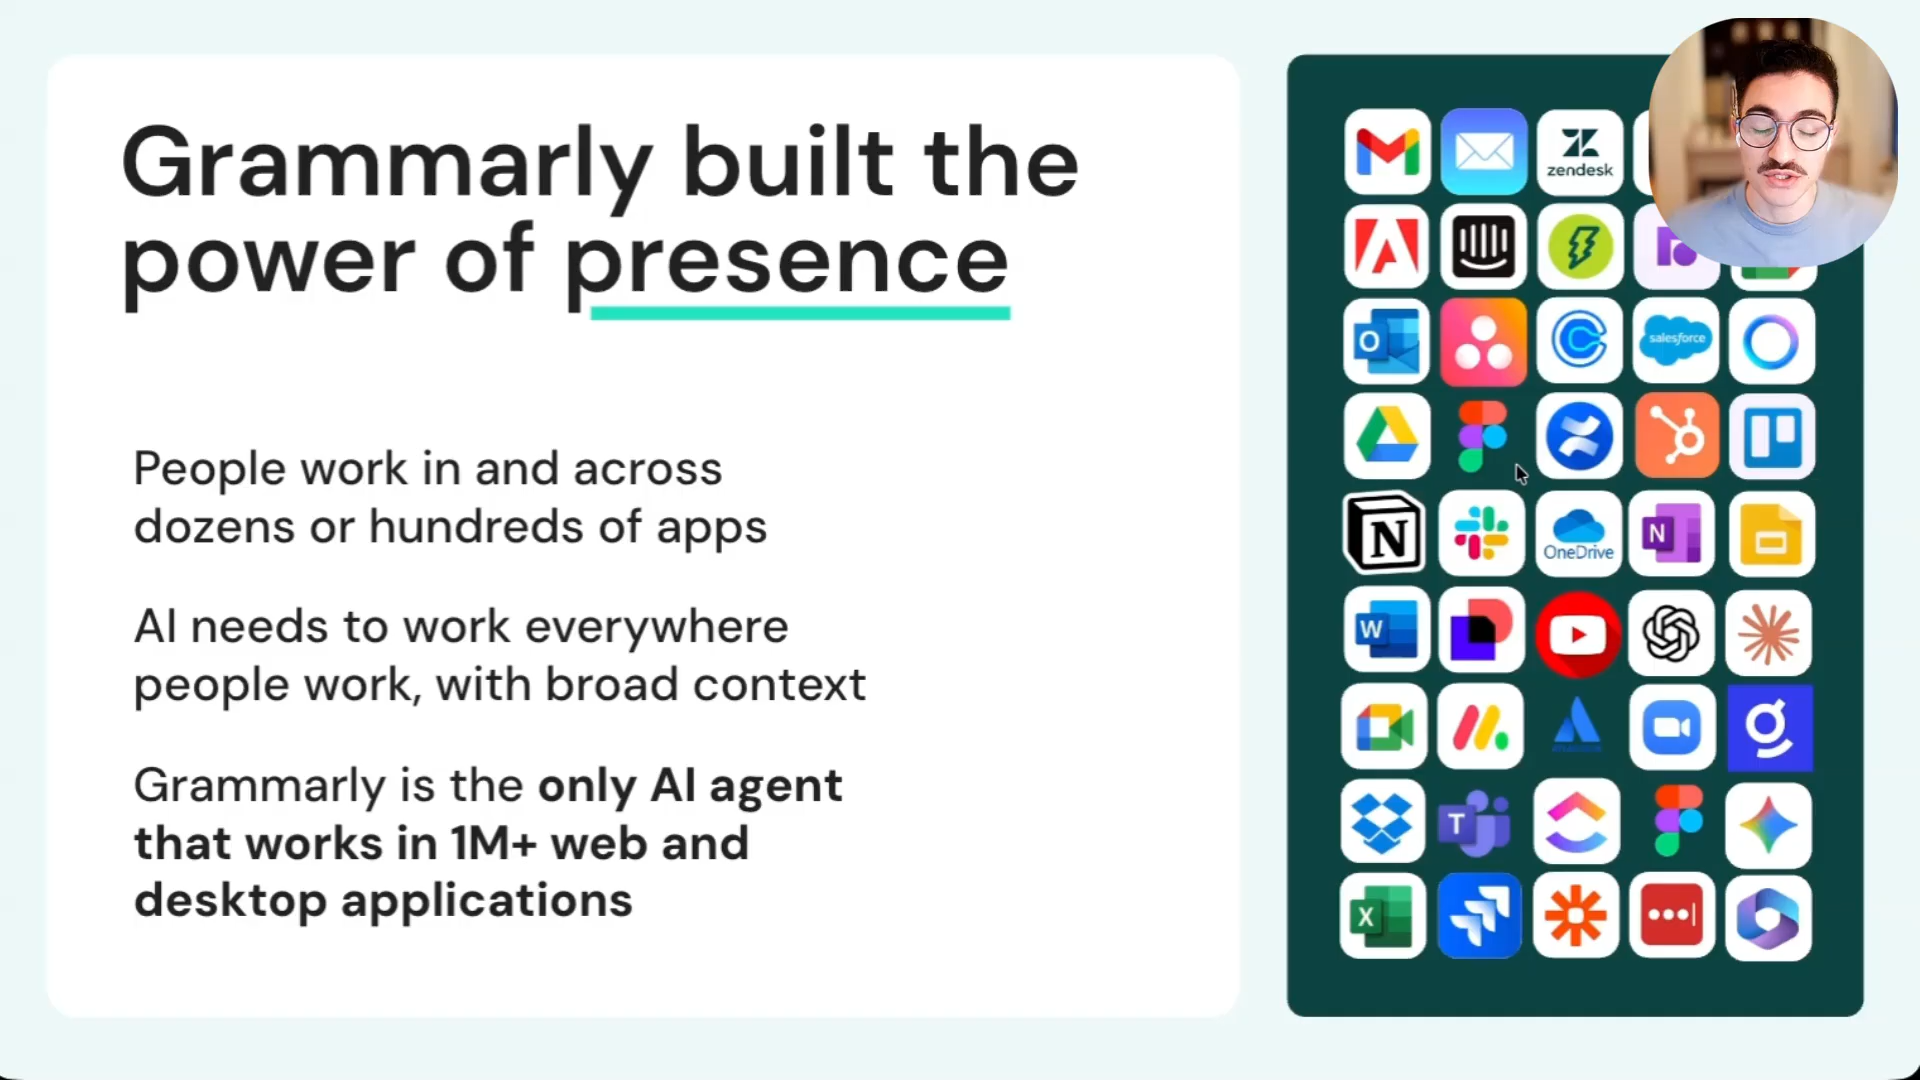 Grammarly built the
power of presence
People work in and across
dozens or hundreds of apps
AI needs to work everywhere
people work, with broad context
Grammarly is the only AI agent
that works in 1M+ web and
desktop applications
zendesk
O
salesforce
N
OneDrive
N
W
g
T
X